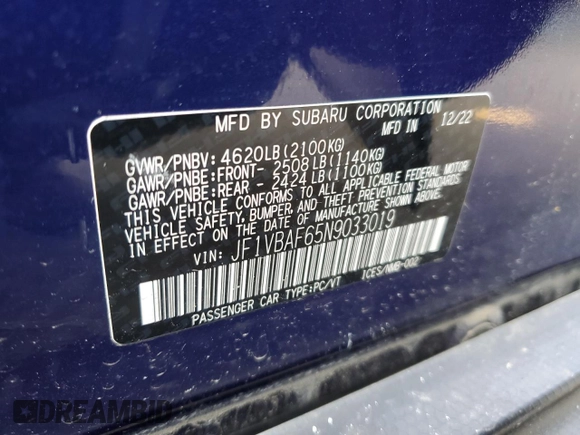 MFD BY SUBARU CORPORATION
MFD IN 12/22
GVWR/PNBV: 4620LB(2100KG)
GAWR/PNBE:FRONT- 2508LB(1140KG)
GAWR/PNBE:REAR - 2424LB(1100KG)
THIS VEHICLE CONFORMS TO ALL APPLICABLE FEDERAL MOTOR
VEHICLE SAFETY, BUMPER, AND THEFT PREVENTION STANDARDS
IN EFFECT ON THE DATE OF MANUFACTURE SHOWN ABOVE.
VIN: JF1VBAF65N9033019
PASSENGER CAR TYPE:PC/VT ICES/NMB-002
DREAMBID